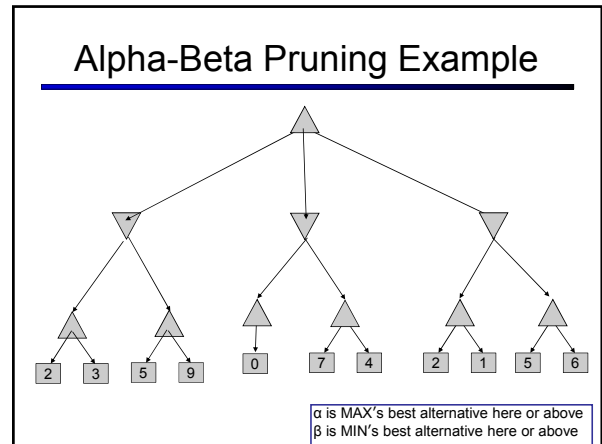 Alpha-Beta Pruning Example
2 3 5 9 0 7 4 2 1 5 6
α is MAX's best alternative here or above
β is MIN's best alternative here or above